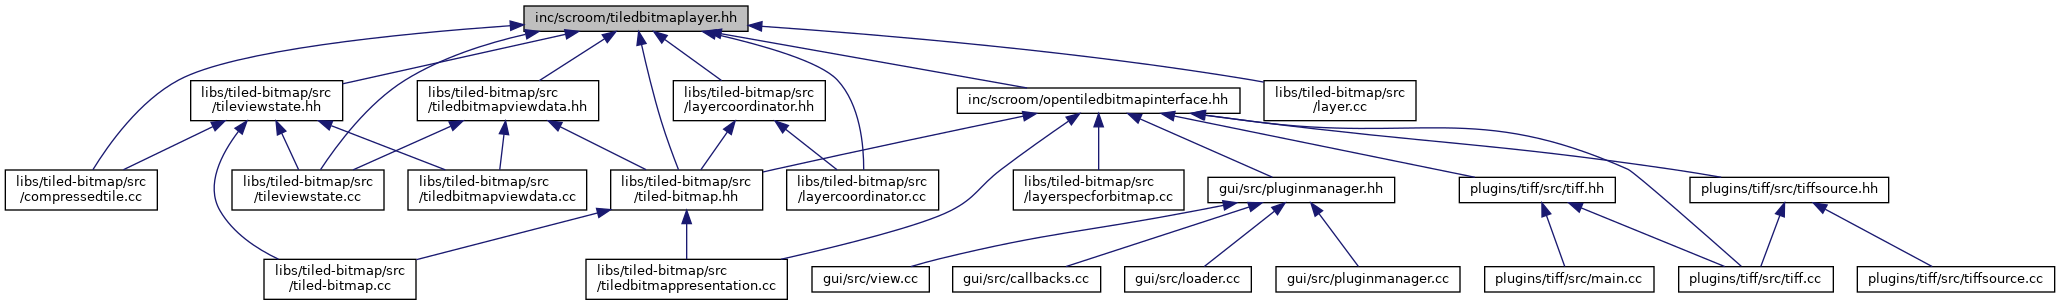 inc/scroom/tiledbitmaplayer.hh
libs/tiled-bitmap/src
/tileviewstate.hh
libs/tiled-bitmap/src
/tiledbitmapviewdata.hh
libs/tiled-bitmap/src
/layercoordinator.hh
inc/scroom/opentiledbitmapinterface.hh
libs/tiled-bitmap/src
/layer.cc
libs/tiled-bitmap/src
/compressedtile.cc
libs/tiled-bitmap/src
/tileviewstate.cc
libs/tiled-bitmap/src
/tiledbitmapviewdata.cc
libs/tiled-bitmap/src
/tiled-bitmap.hh
libs/tiled-bitmap/src
/layercoordinator.cc
libs/tiled-bitmap/src
/layerspecforbitmap.cc
gui/src/pluginmanager.hh
plugins/tiff/src/tiff.hh
plugins/tiff/src/tiffsource.hh
libs/tiled-bitmap/src
/tiled-bitmap.cc
libs/tiled-bitmap/src
/tiledbitmappresentation.cc
gui/src/view.cc
gui/src/callbacks.cc
gui/src/loader.cc
gui/src/pluginmanager.cc
plugins/tiff/src/main.cc
plugins/tiff/src/tiff.cc
plugins/tiff/src/tiffsource.cc